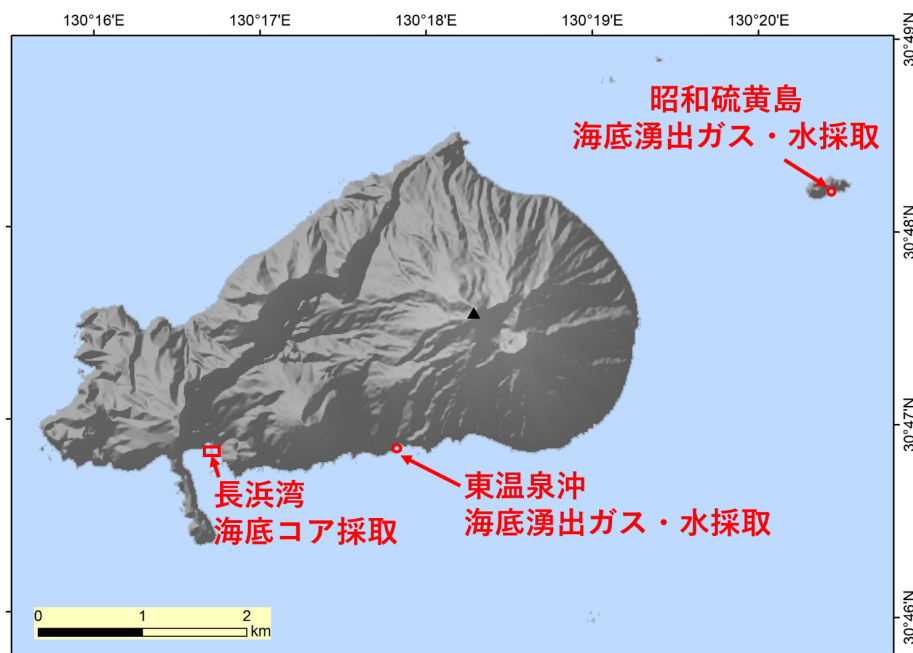 130°16'E
130°17'E
130°18'E
130°19'E
130°20'E
30°49'N
昭和硫黄島
海底湧出ガス・水採取
30°48'N
30°47'N
長浜湾
海底コア採取
東温泉沖
海底湧出ガス・水採取
30°46'N
0
1
2
km